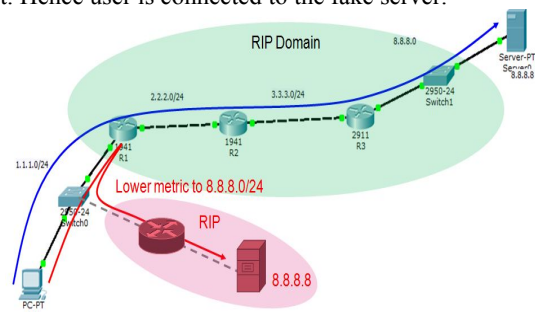 t. Hence user is connected to the fake server.
RIP Domain
8.8.8.0
Server-PT
Server0
8.8.8.8
2950-24
Switch1
2.2.2.0/24
3.3.3.0/24
1941
R1
1941
R2
2911
R3
1.1.1.0/24
2950-24
Switch0
Lower metric to 8.8.8.0/24
RIP
8.8.8.8
PC-PT